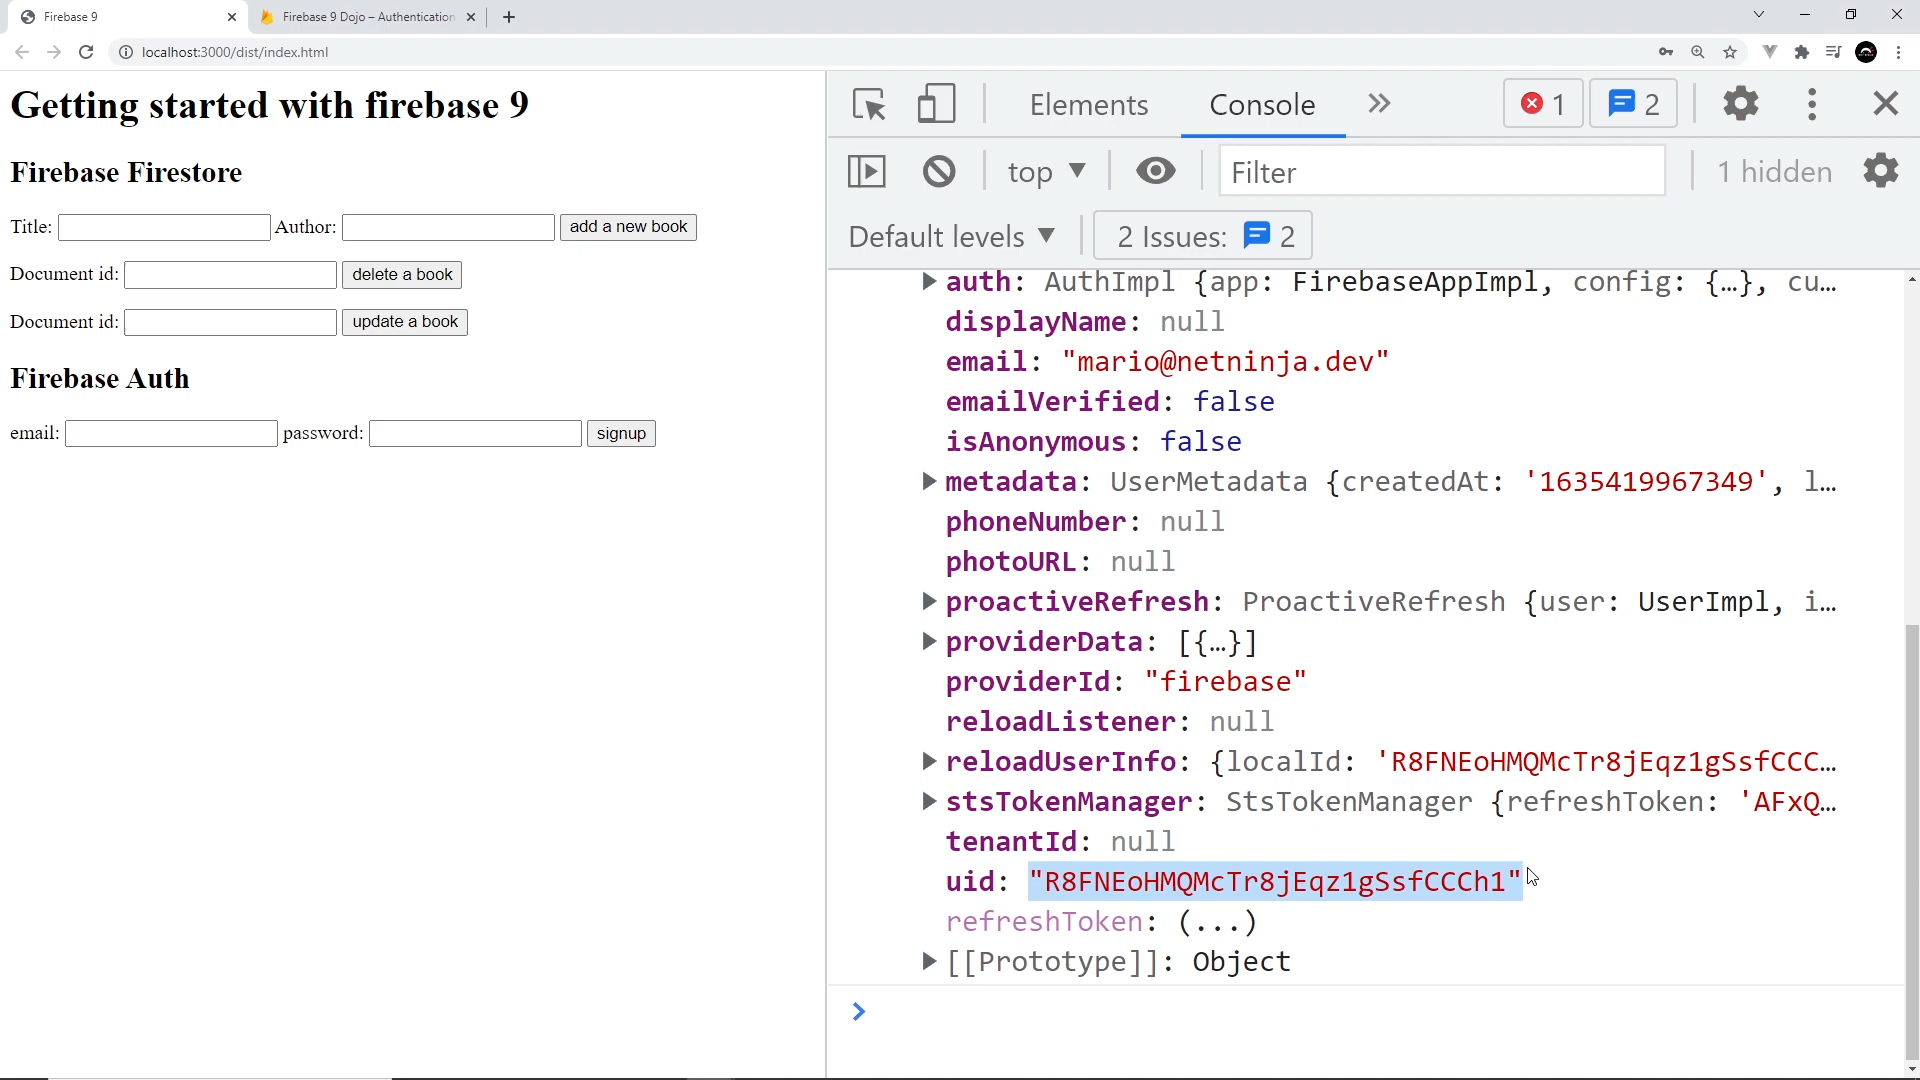 Firebase 9
Firebase 9 Dojo – Authentication
localhost:3000/dist/index.html
Getting started with firebase 9
Firebase Firestore
Title: Author: add a new book
Document id: delete a book
Document id: update a book
Firebase Auth
email: password: signup
Elements Console 1 2
top Filter 1 hidden
Default levels 2 Issues: 2
auth: AuthImpl {app: FirebaseAppImpl, config: {…}, cu…
displayName: null
email: "mario@netninja.dev"
emailVerified: false
isAnonymous: false
metadata: UserMetadata {createdAt: '1635419967349', l…
phoneNumber: null
photoURL: null
proactiveRefresh: ProactiveRefresh {user: UserImpl, i…
providerData: [{…}]
providerId: "firebase"
reloadListener: null
reloadUserInfo: {localId: 'R8FNEoHMQMcTr8jEqz1gSsfCCC…
stsTokenManager: StsTokenManager {refreshToken: 'AFxQ…
tenantId: null
uid: "R8FNEoHMQMcTr8jEqz1gSsfCCCh1"
refreshToken: (...)
[[Prototype]]: Object